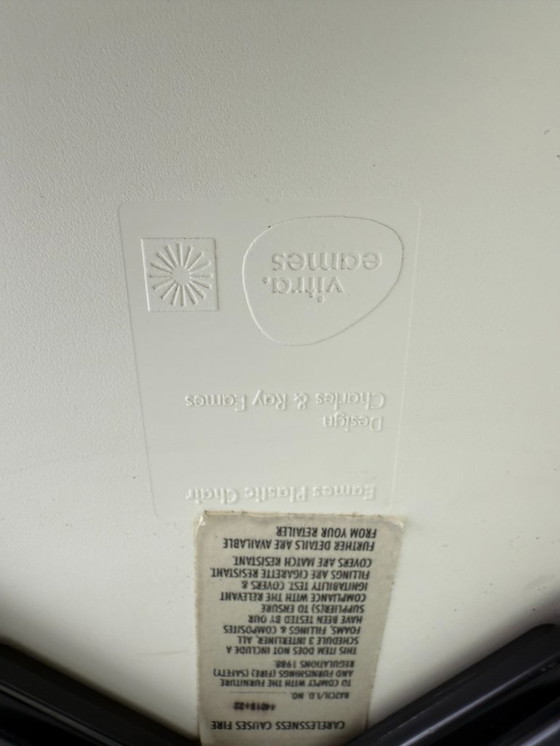 CARELESSNESS CAUSES FIRE
BATCH/I.D. NO.
TO COMPLY WITH THE FURNITURE
AND FURNISHINGS (FIRE) (SAFETY)
REGULATIONS 1988.
THIS ITEM DOES NOT INCLUDE A
SCHEDULE 3 INTERLINER. ALL
FOAMS, FILLINGS & COMPOSITES
HAVE BEEN TESTED BY OUR
SUPPLIER(S) TO ENSURE
COMPLIANCE WITH THE RELEVANT
IGNITABILITY TEST. COVERS &
FILLINGS ARE CIGARETTE RESISTANT.
COVERS ARE MATCH RESISTANT.
FURTHER DETAILS ARE AVAILABLE
FROM YOUR RETAILER
Eames Plastic Chair
Design
Charles & Ray Eames
vitra.
eames